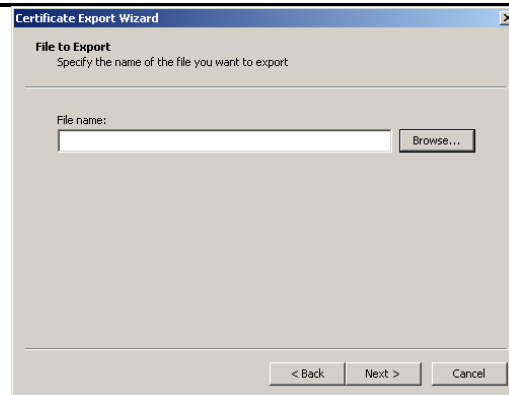 Certificate Export Wizard
File to Export
Specify the name of the file you want to export
File name:
Browse...
< Back Next > Cancel